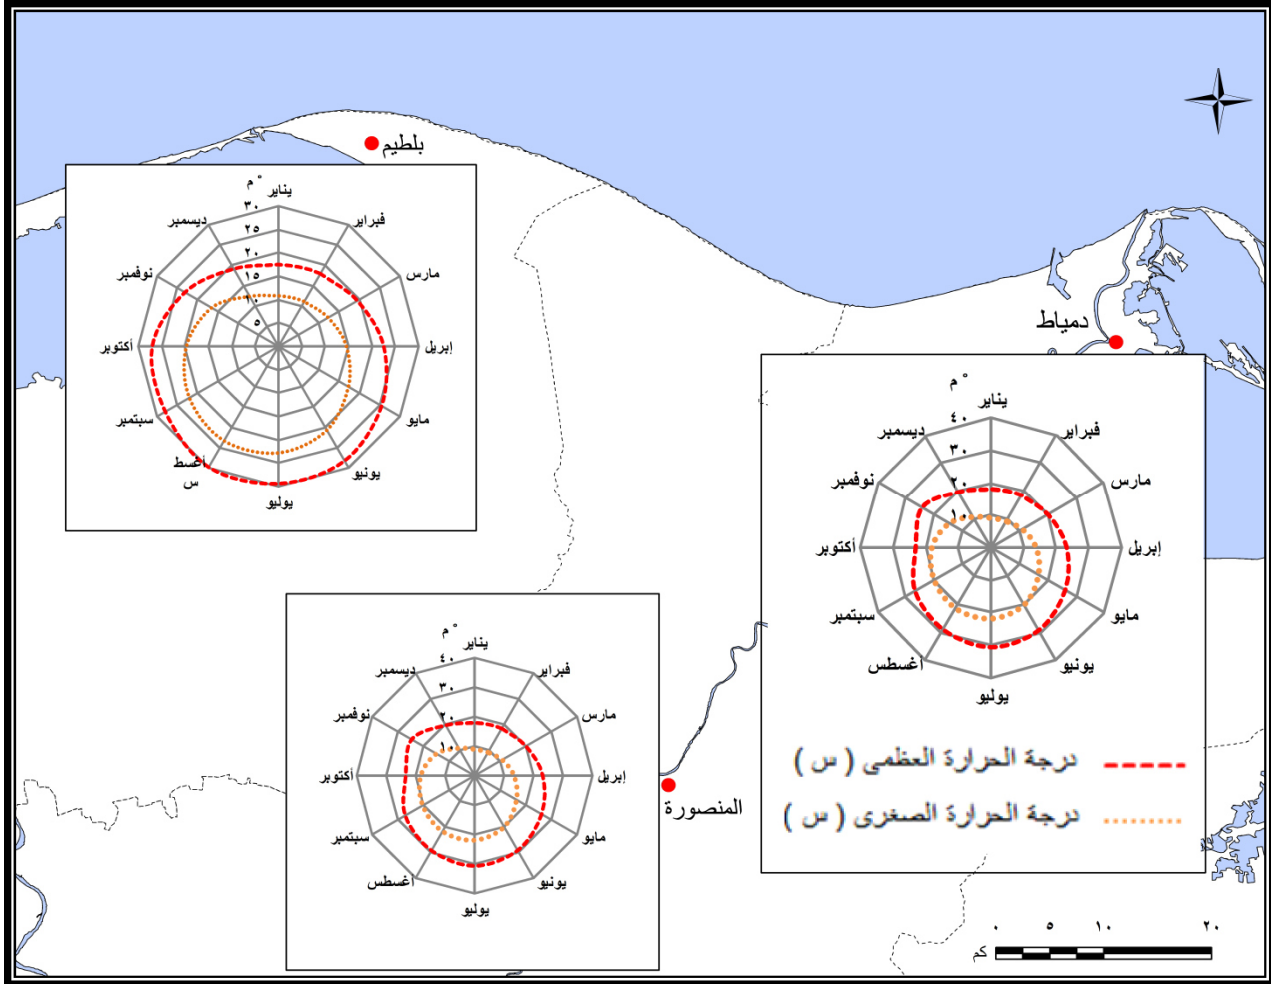 بلطيم
دمياط
المنصورة
م °
يناير
فبراير
مارس
إبريل
مايو
يونيو
يوليو
أغسط
س
سبتمبر
أكتوبر
نوفمبر
ديسمبر
٣٠
٢٥
٢٠
١٥
١٠
٥
م °
يناير
فبراير
مارس
إبريل
مايو
يونيو
يوليو
أغسطس
سبتمبر
أكتوبر
نوفمبر
ديسمبر
٤٠
٣٠
٢٠
١٠
درجة الحرارة العظمى ( س )
درجة الحرارة الصغرى ( س )
م °
يناير
فبراير
مارس
إبريل
مايو
يونيو
يوليو
أغسطس
سبتمبر
أكتوبر
نوفمبر
ديسمبر
٤٠
٣٠
٢٠
١٠
٠ ٥ ١٠ ٢٠
كم